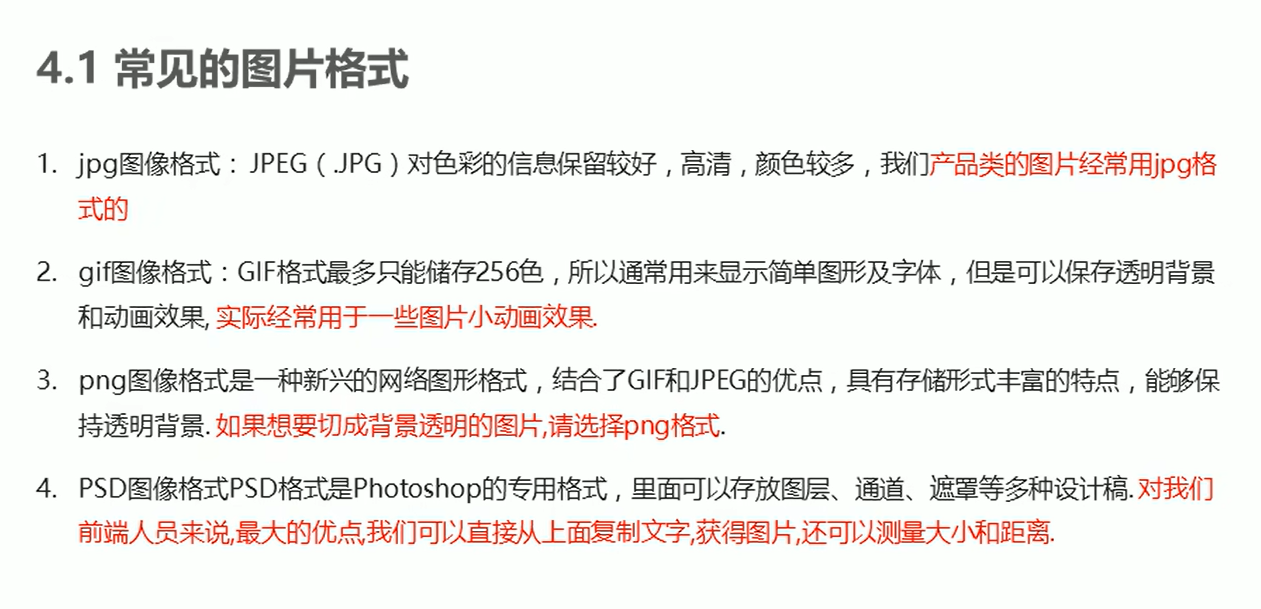 4.1 常见的图片格式
1. jpg图像格式：JPEG（.JPG）对色彩的信息保留较好，高清，颜色较多，我们产品类的图片经常用jpg格
式的
2. gif图像格式：GIF格式最多只能储存256色，所以通常用来显示简单图形及字体，但是可以保存透明背景
和动画效果, 实际经常用于一些图片小动画效果.
3. png图像格式是一种新兴的网络图形格式，结合了GIF和JPEG的优点，具有存储形式丰富的特点，能够保
持透明背景. 如果想要切成背景透明的图片,请选择png格式.
4. PSD图像格式PSD格式是Photoshop的专用格式，里面可以存放图层、通道、遮罩等多种设计稿. 对我们
前端人员来说,最大的优点,我们可以直接从上面复制文字,获得图片,还可以测量大小和距离.